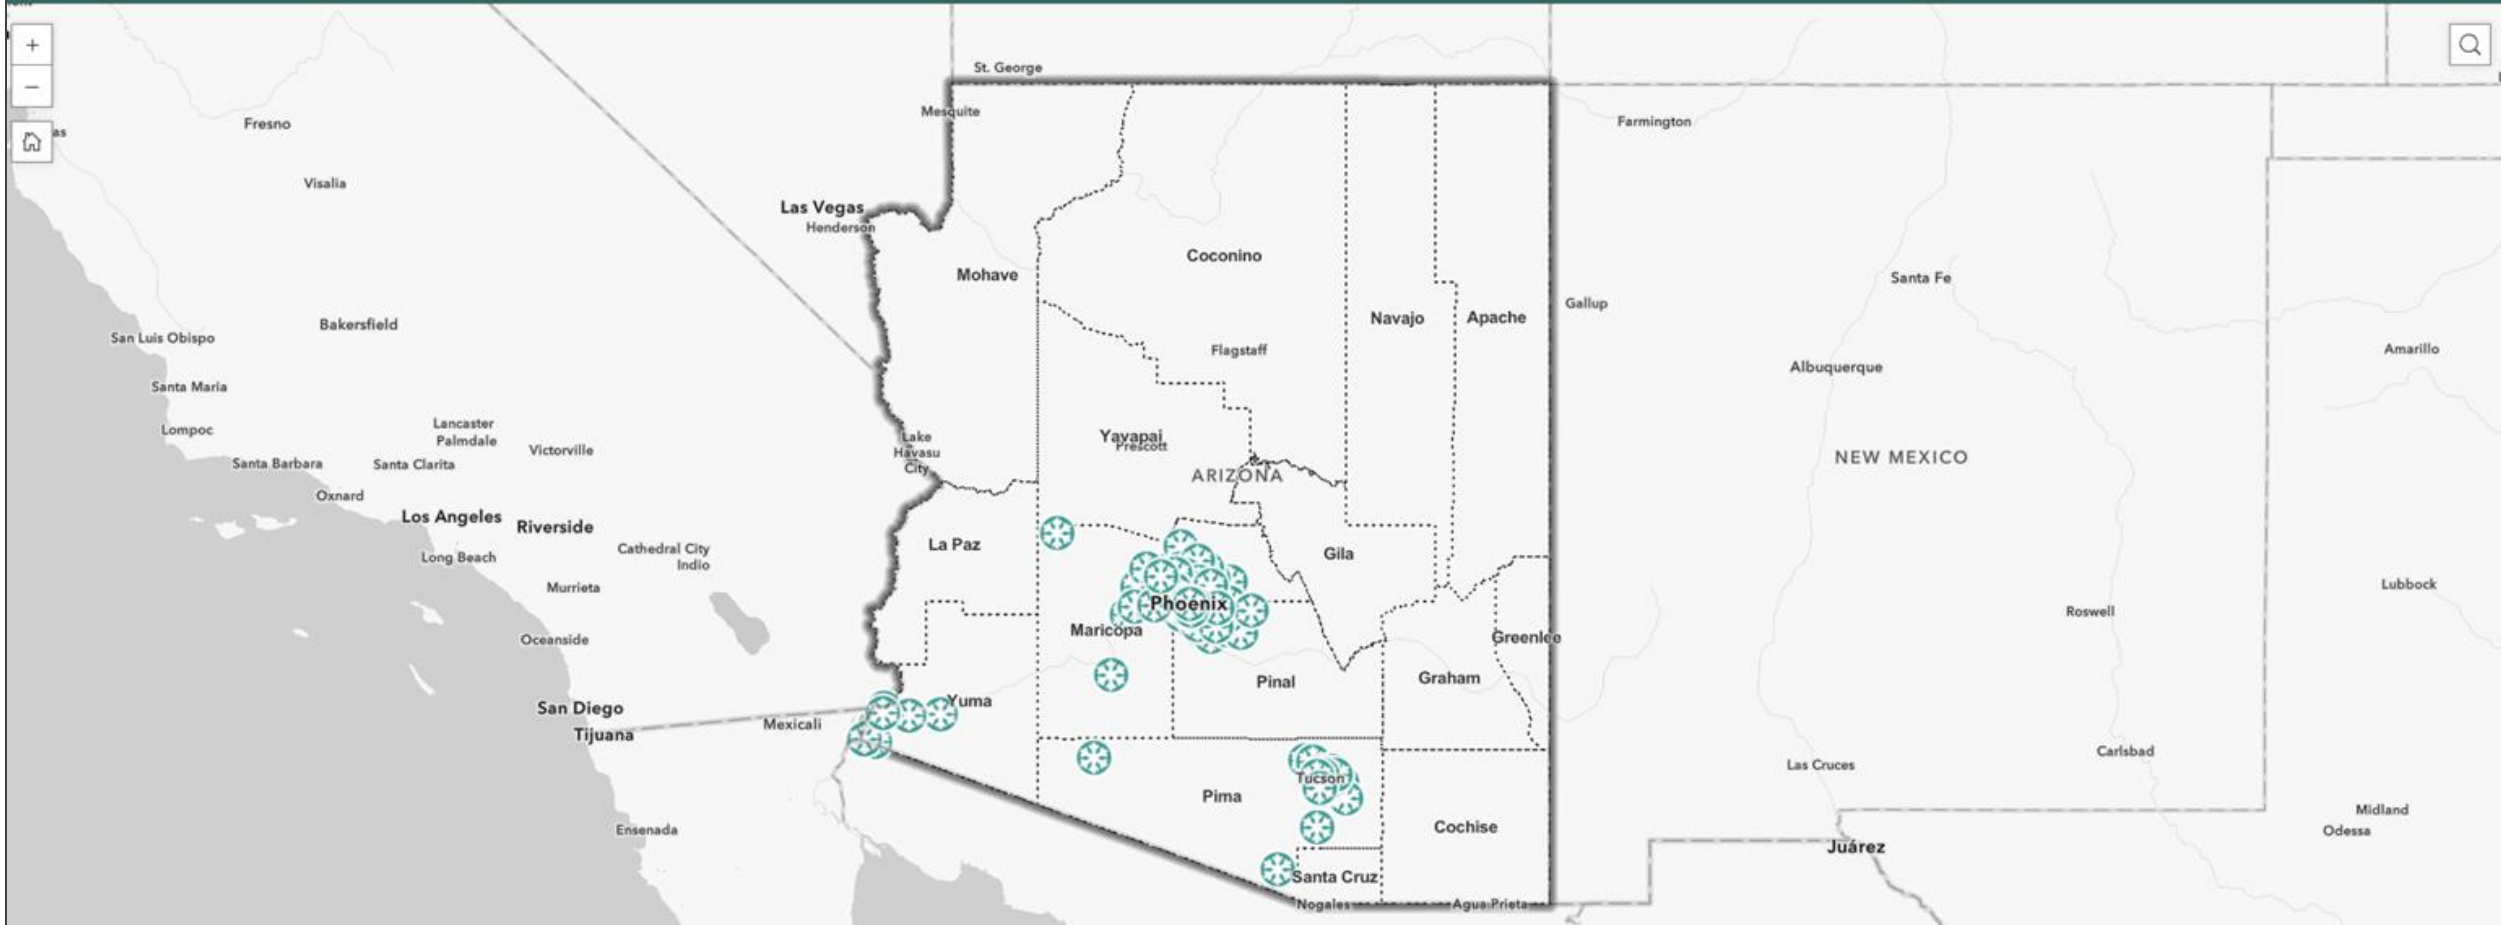 +
St. George
−
Mesquite
Fresno
Farmington
as
Visalia
Las Vegas
Henderson
Coconino
Mohave
Santa Fe
Gallup
Navajo
Apache
Bakersfield
San Luis Obispo
Flagstaff
Amarillo
Albuquerque
Santa Maria
Lancaster
Palmdale
Lompoc
Lake
Havasu
City
Yavapai
Prescott
Victorville
Santa Barbara
Santa Clarita
NEW MEXICO
ARIZONA
Oxnard
Los Angeles
Riverside
La Paz
Gila
Cathedral City
Indio
Long Beach
Murrieta
Lubbock
Phoenix
Roswell
Maricopa
Greenlee
Oceanside
Pinal
Graham
Yuma
San Diego
Mexicali
Tijuana
Carlsbad
Las Cruces
Tucson
Pima
Midland
Odessa
Cochise
Ensenada
Juárez
Santa Cruz
Nogales
Agua Prieta